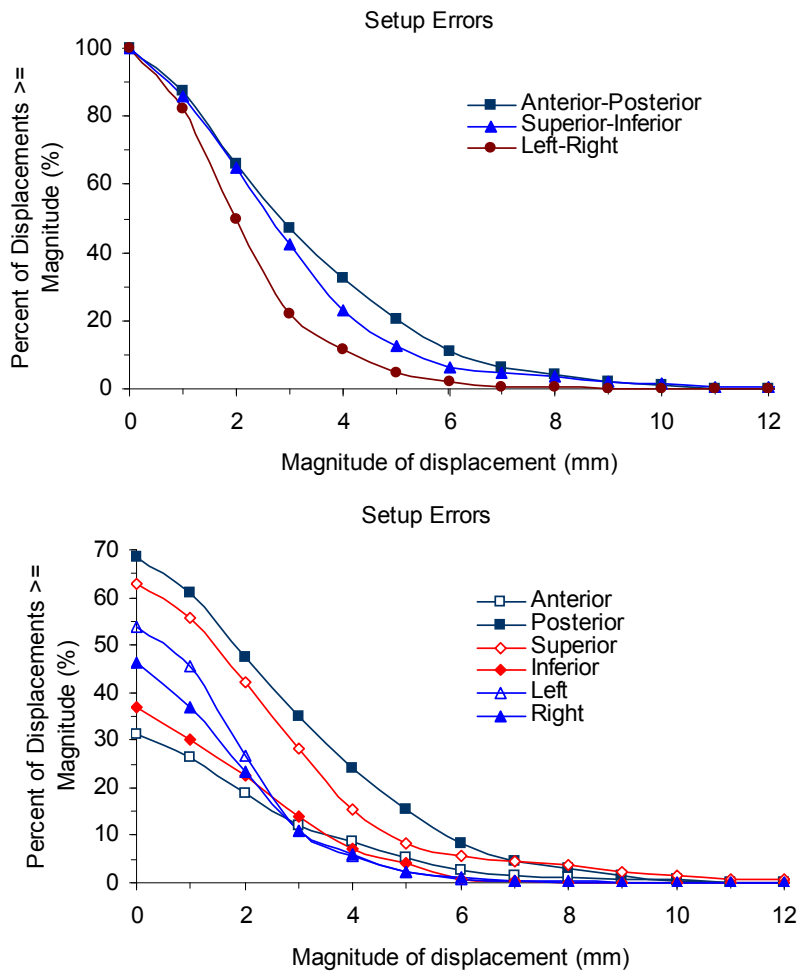 Setup Errors
100
80
60
40
20
0
Percent of Displacements >=
Magnitude (%)
Anterior-Posterior
Superior-Inferior
Left-Right
0 2 4 6 8 10 12
Magnitude of displacement (mm)
Setup Errors
70
60
50
40
30
20
10
0
Percent of Displacements >=
Magnitude (%)
Anterior
Posterior
Superior
Inferior
Left
Right
0 2 4 6 8 10 12
Magnitude of displacement (mm)